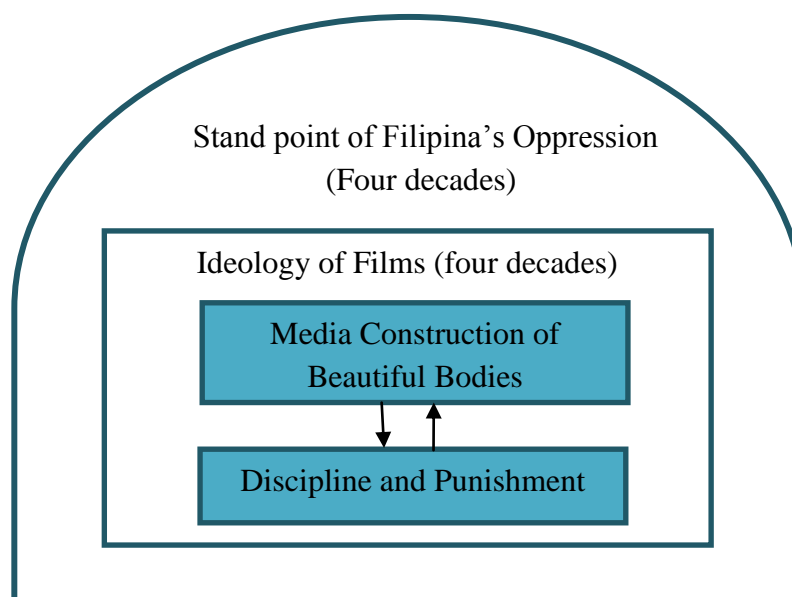 Stand point of Filipina’s Oppression
(Four decades)
Ideology of Films (four decades)
Media Construction of
Beautiful Bodies
Discipline and Punishment